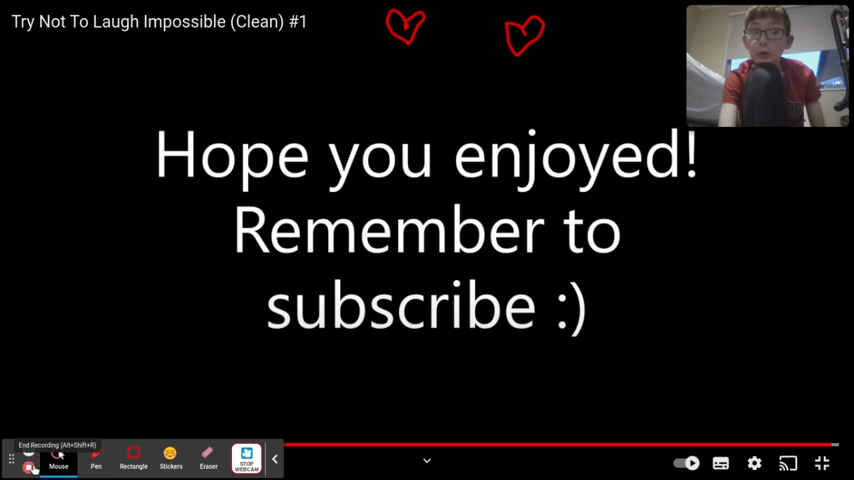 Try Not To Laugh Impossible (Clean) #1
Hope you enjoyed!
Remember to
subscribe :)
End Recording (Alt+Shift+R)
Mouse
Pen
Rectangle
Stickers
Eraser
STOP
WEBCAM